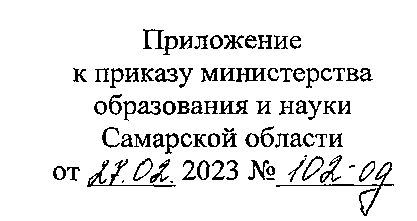 Приложение
к приказу министерства
образования и науки
Самарской области
от 27.02. 2023 № 102-од